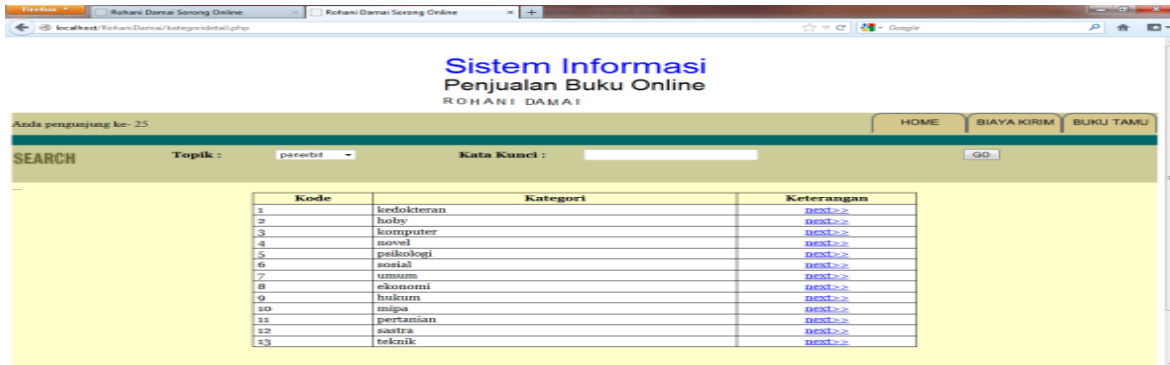 Firefox
Rohani Damai Sorong Online
Rohani Damai Sorong Online
localhost/RohaniDamai/kategoridetail.php
Google
Sistem Informasi
Penjualan Buku Online
ROHANI DAMAI
Anda pengunjung ke- 25
HOME
BIAYA KIRIM
BUKU TAMU
SEARCH Topik : penerbit Kata Kunci : GO
Kode Kategori Keterangan
1 kedokteran next>>
2 hoby next>>
3 komputer next>>
4 novel next>>
5 psikologi next>>
6 sosial next>>
7 umum next>>
8 ekonomi next>>
9 hukum next>>
10 mipa next>>
11 pertanian next>>
12 sastra next>>
13 teknik next>>